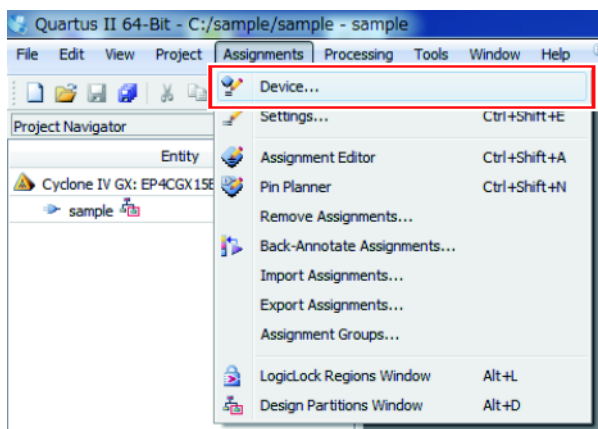 Quartus II 64-Bit - C:/sample/sample - sample
File Edit View Project Assignments Processing Tools Window Help
Device...
Project Navigator
Settings... Ctrl+Shift+E
Entity
Assignment Editor Ctrl+Shift+A
Cyclone IV GX: EP4CGX15B
Pin Planner Ctrl+Shift+N
sample
Remove Assignments...
Back-Annotate Assignments...
Import Assignments...
Export Assignments...
Assignment Groups...
LogicLock Regions Window Alt+L
Design Partitions Window Alt+D